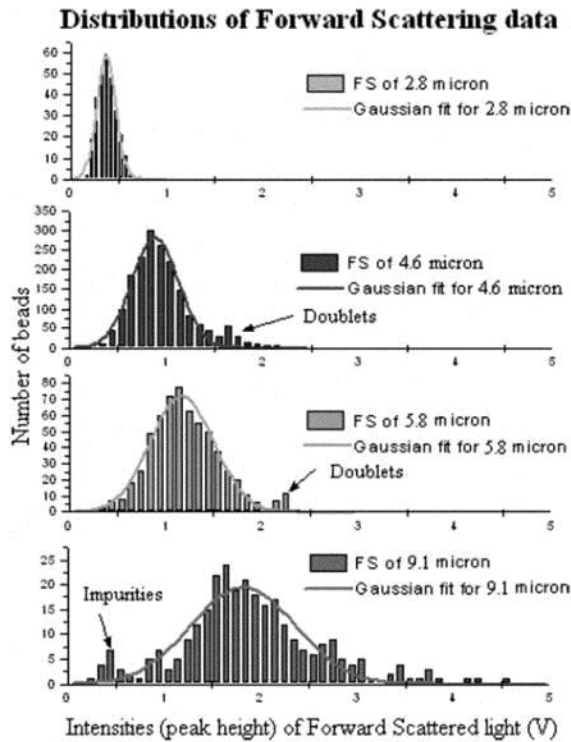 Distributions of Forward Scattering data
60
50
40
30
20
10
0
FS of 2.8 micron
Gaussian fit for 2.8 micron
0 1 2 3 4 5
350
300
250
200
150
100
50
0
FS of 4.6 micron
Gaussian fit for 4.6 micron
Doublets
0 1 2 3 4 5
Number of beads
80
70
60
50
40
30
20
10
0
FS of 5.8 micron
Gaussian fit for 5.8 micron
Doublets
0 1 2 3 4 5
25
20
15
10
5
0
FS of 9.1 micron
Gaussian fit for 9.1 micron
Impurities
0 1 2 3 4 5
Intensities (peak height) of Forward Scattered light (V)